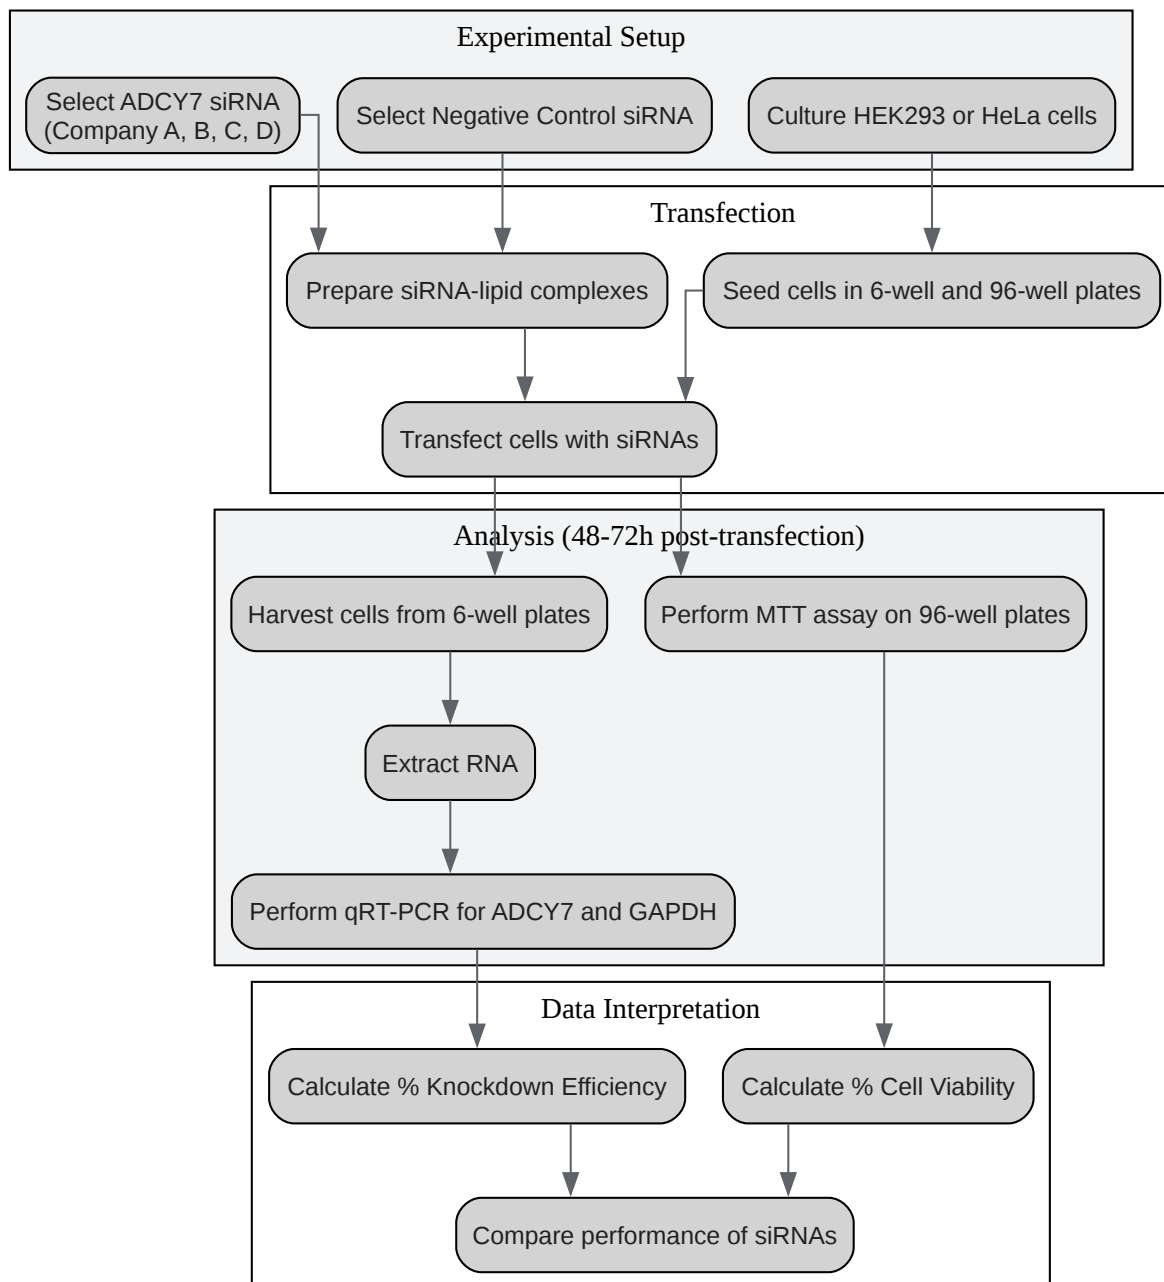 Experimental Setup
Select ADCY7 siRNA
(Company A, B, C, D)
Select Negative Control siRNA
Culture HEK293 or HeLa cells
Transfection
Prepare siRNA-lipid complexes
Seed cells in 6-well and 96-well plates
Transfect cells with siRNAs
Analysis (48-72h post-transfection)
Harvest cells from 6-well plates
Perform MTT assay on 96-well plates
Extract RNA
Perform qRT-PCR for ADCY7 and GAPDH
Data Interpretation
Calculate % Knockdown Efficiency
Calculate % Cell Viability
Compare performance of siRNAs